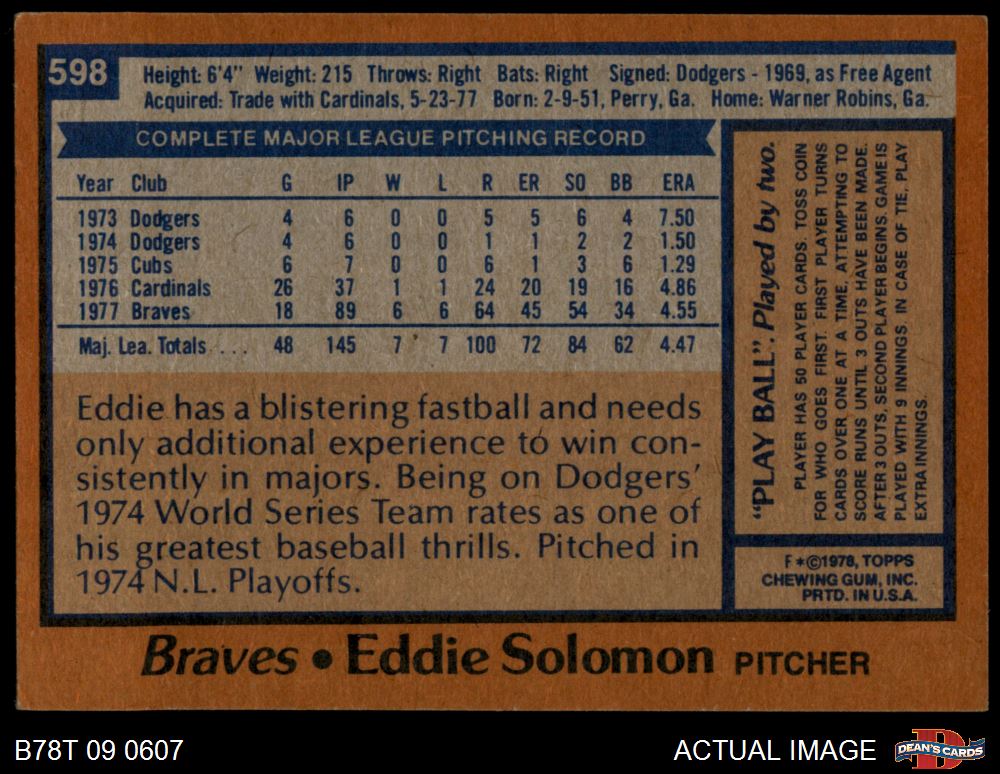 598
Height: 6'4" Weight: 215 Throws: Right Bats: Right Signed: Dodgers - 1969, as Free Agent
Acquired: Trade with Cardinals, 5-23-77 Born: 2-9-51, Perry, Ga. Home: Warner Robins, Ga.
COMPLETE MAJOR LEAGUE PITCHING RECORD
Year Club G IP W L R ER SO BB ERA
1973 Dodgers 4 6 0 0 5 5 6 4 7.50
1974 Dodgers 4 6 0 0 1 1 2 2 1.50
1975 Cubs 6 7 0 0 6 1 3 6 1.29
1976 Cardinals 26 37 1 1 24 20 19 16 4.86
1977 Braves 18 89 6 6 64 45 54 34 4.55
Maj. Lea. Totals . . . . 48 145 7 7 100 72 84 62 4.47
Eddie has a blistering fastball and needs
only additional experience to win con-
sistently in majors. Being on Dodgers'
1974 World Series Team rates as one of
his greatest baseball thrills. Pitched in
1974 N.L. Playoffs.
"PLAY BALL". Played by two.
PLAYER HAS 50 PLAYER CARDS. TOSS COIN
FOR WHO GOES FIRST. FIRST PLAYER TURNS
CARDS OVER ONE AT A TIME, ATTEMPTING TO
SCORE RUNS UNTIL 3 OUTS HAVE BEEN MADE.
AFTER 3 OUTS, SECOND PLAYER BEGINS. GAME IS
PLAYED WITH 9 INNINGS. IN CASE OF TIE, PLAY
EXTRA INNINGS.
F*©1978, TOPPS
CHEWING GUM, INC.
PRTD. IN U.S.A.
Braves • Eddie Solomon PITCHER
B78T 09 0607
ACTUAL IMAGE
D
DEAN'S CARDS